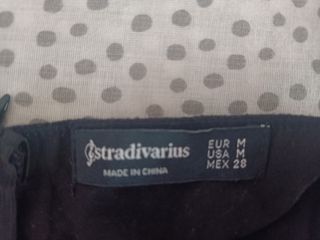 stradivarius
MADE IN CHINA
EUR M
USA M
MEX 28